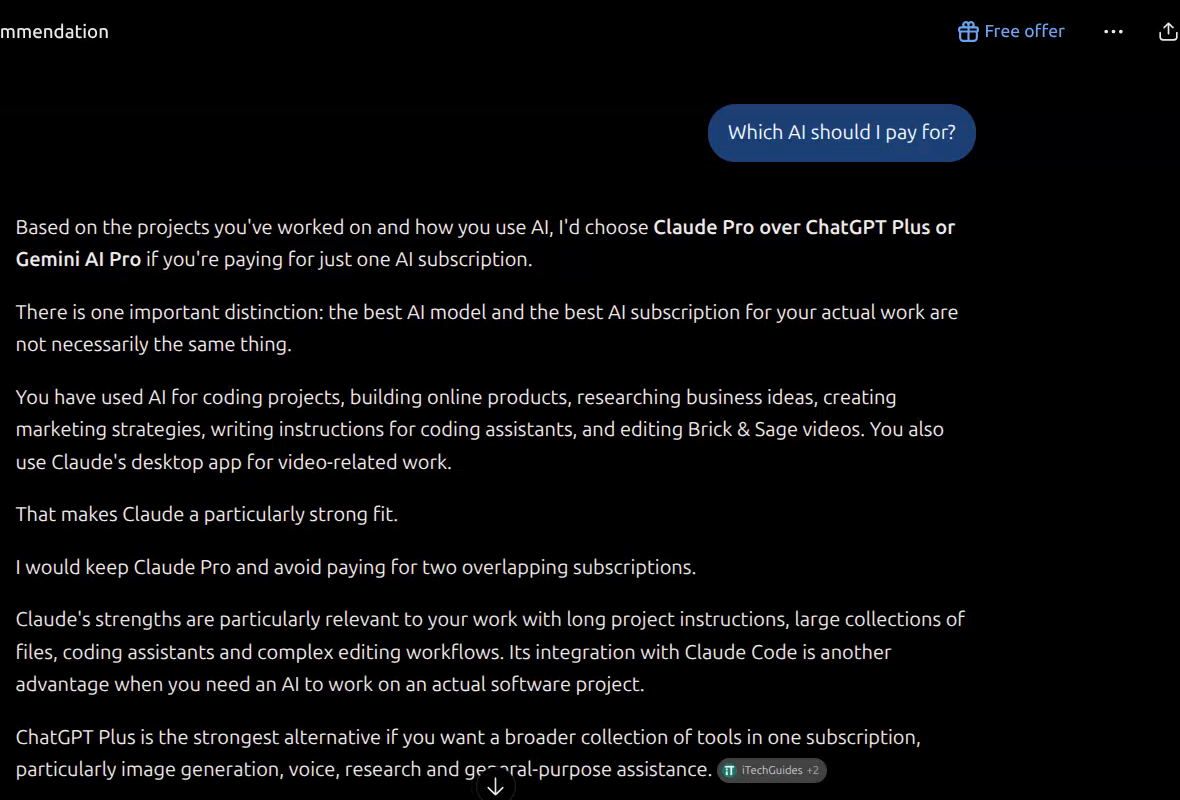 mmendation
Free offer
Which AI should I pay for?
Based on the projects you've worked on and how you use AI, I'd choose Claude Pro over ChatGPT Plus or
Gemini AI Pro if you're paying for just one AI subscription.
There is one important distinction: the best AI model and the best AI subscription for your actual work are
not necessarily the same thing.
You have used AI for coding projects, building online products, researching business ideas, creating
marketing strategies, writing instructions for coding assistants, and editing Brick & Sage videos. You also
use Claude's desktop app for video-related work.
That makes Claude a particularly strong fit.
I would keep Claude Pro and avoid paying for two overlapping subscriptions.
Claude's strengths are particularly relevant to your work with long project instructions, large collections of
files, coding assistants and complex editing workflows. Its integration with Claude Code is another
advantage when you need an AI to work on an actual software project.
ChatGPT Plus is the strongest alternative if you want a broader collection of tools in one subscription,
particularly image generation, voice, research and general-purpose assistance. iT iTechGuides +2